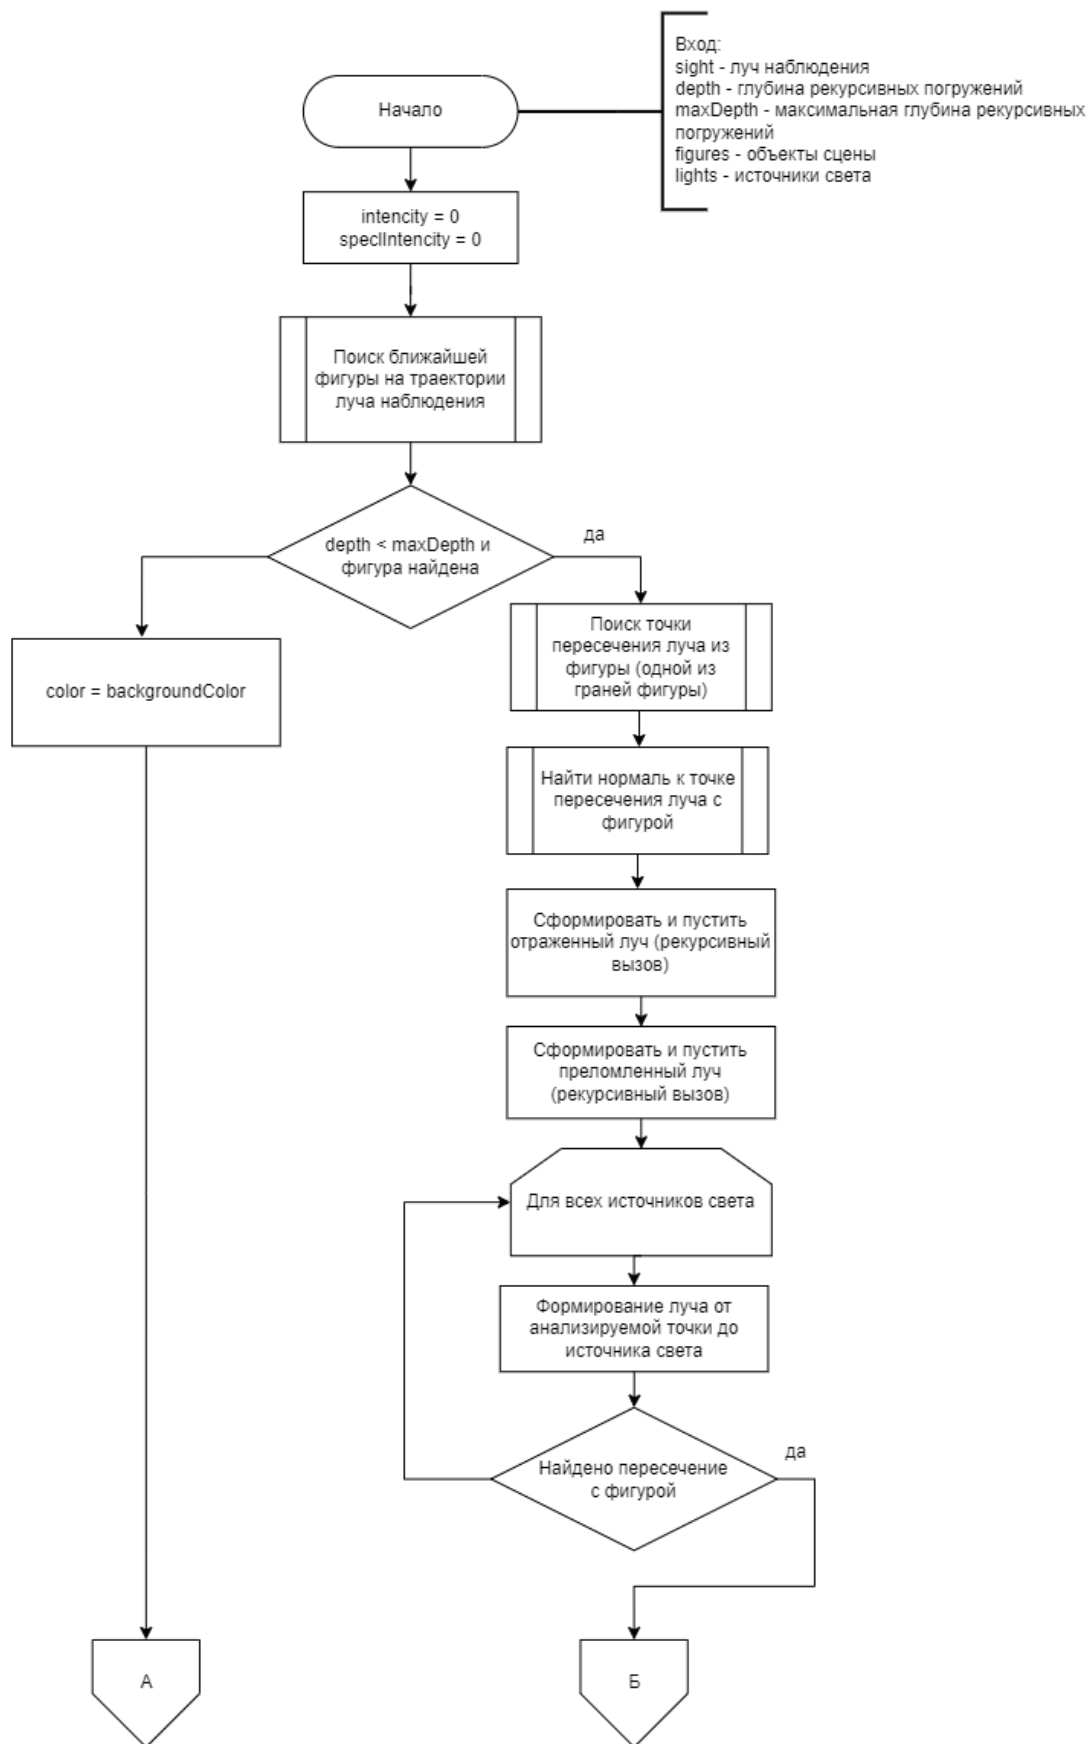 Вход:
sight - луч наблюдения
depth - глубина рекурсивных погружений
maxDepth - максимальная глубина рекурсивных
погружений
figures - объекты сцены
lights - источники света
Начало
intencity = 0
speclIntencity = 0
Поиск ближайшей
фигуры на траектории
луча наблюдения
depth < maxDepth и
фигура найдена
да
color = backgroundColor
Поиск точки
пересечения луча из
фигуры (одной из
граней фигуры)
Найти нормаль к точке
пересечения луча с
фигурой
Сформировать и пустить
отраженный луч (рекурсивный
вызов)
Сформировать и пустить
преломленный луч
(рекурсивный вызов)
Для всех источников света
Формирование луча от
анализируемой точки до
источника света
Найдено пересечение
с фигурой
да
А
Б